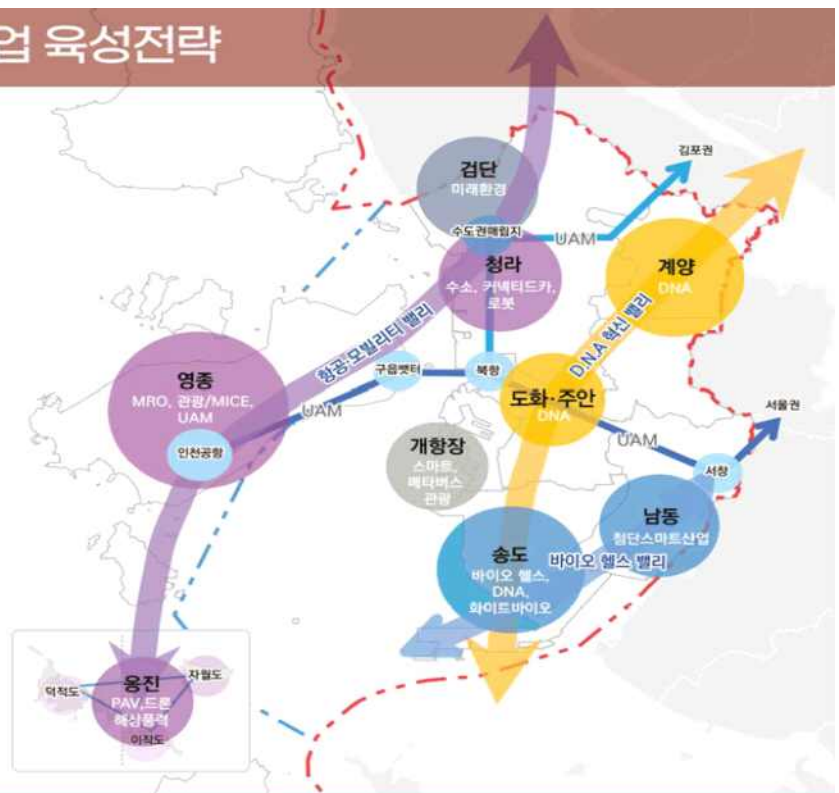 업 육성전략
김포권
검단
미래환경
수도권매립지
UAM
청라
수소, 커넥티드카,
로봇
계양
DNA
항공·모빌리티 밸리
D.N.A 혁신 밸리
영종
MRO, 관광/MICE,
UAM
인천공항
UAM
구읍뱃터
북항
도화·주안
DNA
서울권
UAM
개항장
스마트,
메타버스
관광
서창
남동
첨단스마트산업
송도
바이오 헬스,
DNA,
화이트바이오
바이오 헬스 밸리
옹진
PAV,드론
해상풍력
덕적도
자월도
이작도